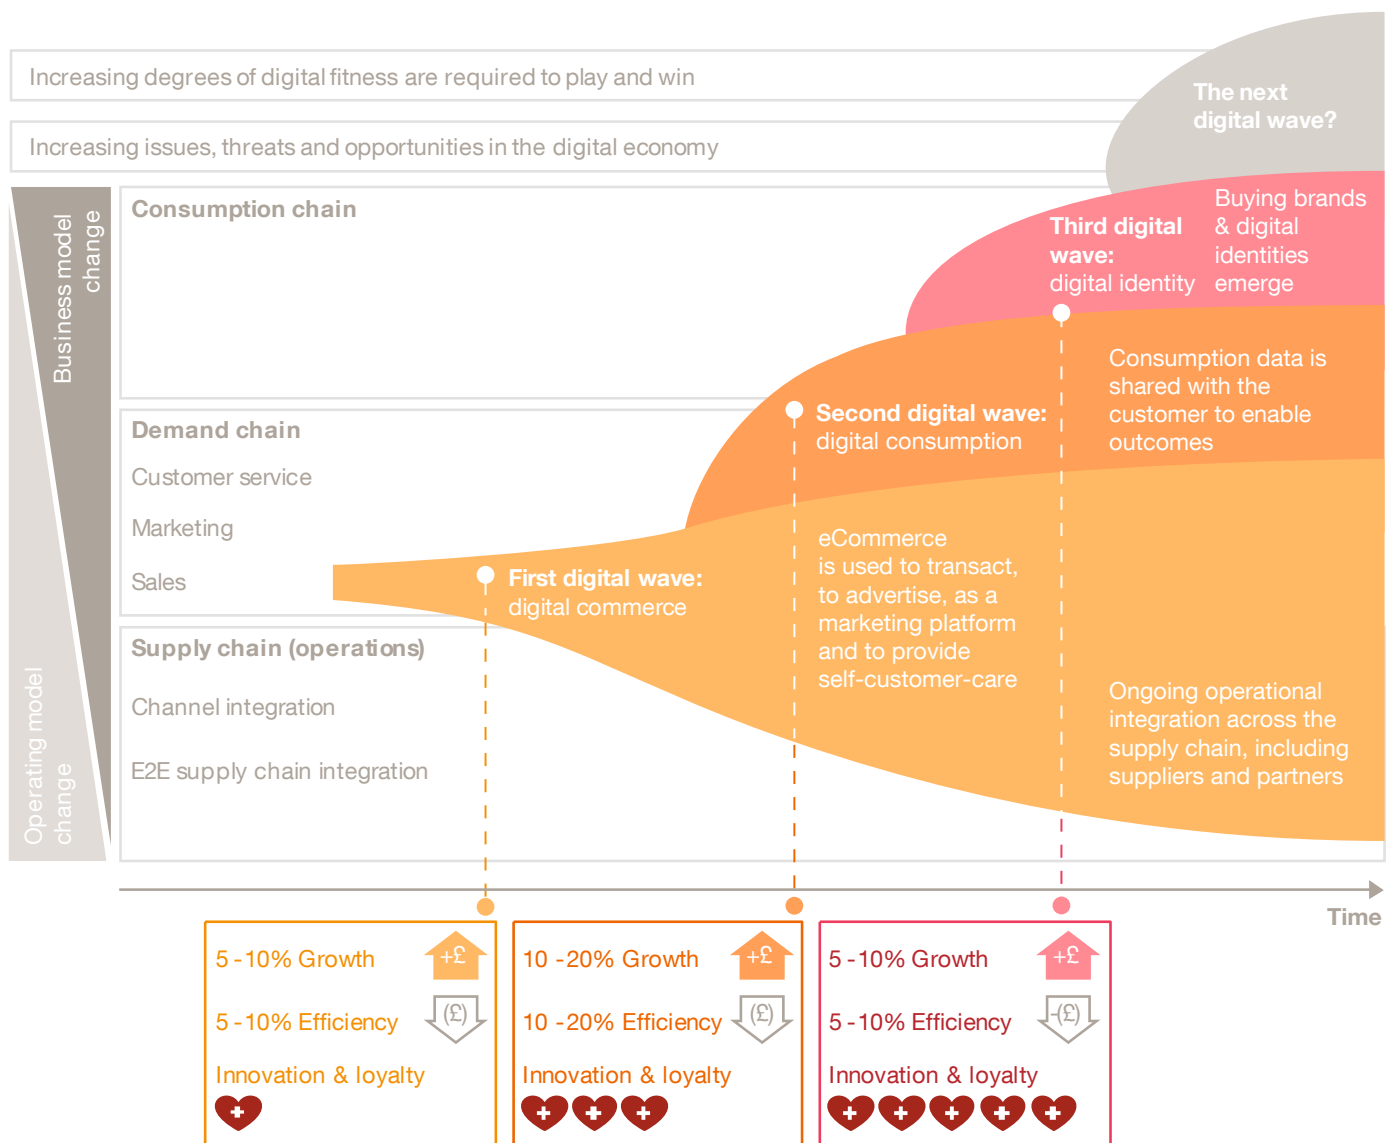 Increasing degrees of digital fitness are required to play and win
Increasing issues, threats and opportunities in the digital economy
The next
digital wave?
Business model
change
Operating model
change
Consumption chain
Third digital
wave:
digital identity
Buying brands
& digital
identities
emerge
Demand chain
Customer service
Marketing
Sales
Second digital wave:
digital consumption
Consumption data is
shared with the
customer to enable
outcomes
First digital wave:
digital commerce
eCommerce
is used to transact,
to advertise, as a
marketing platform
and to provide
self-customer-care
Supply chain (operations)
Channel integration
E2E supply chain integration
Ongoing operational
integration across the
supply chain, including
suppliers and partners
Time
5 -10% Growth
+£
5 -10% Efficiency
(£)
Innovation & loyalty
10 -20% Growth
+£
10 -20% Efficiency
(£)
Innovation & loyalty
5 -10% Growth
+£
5 -10% Efficiency
-(£)
Innovation & loyalty